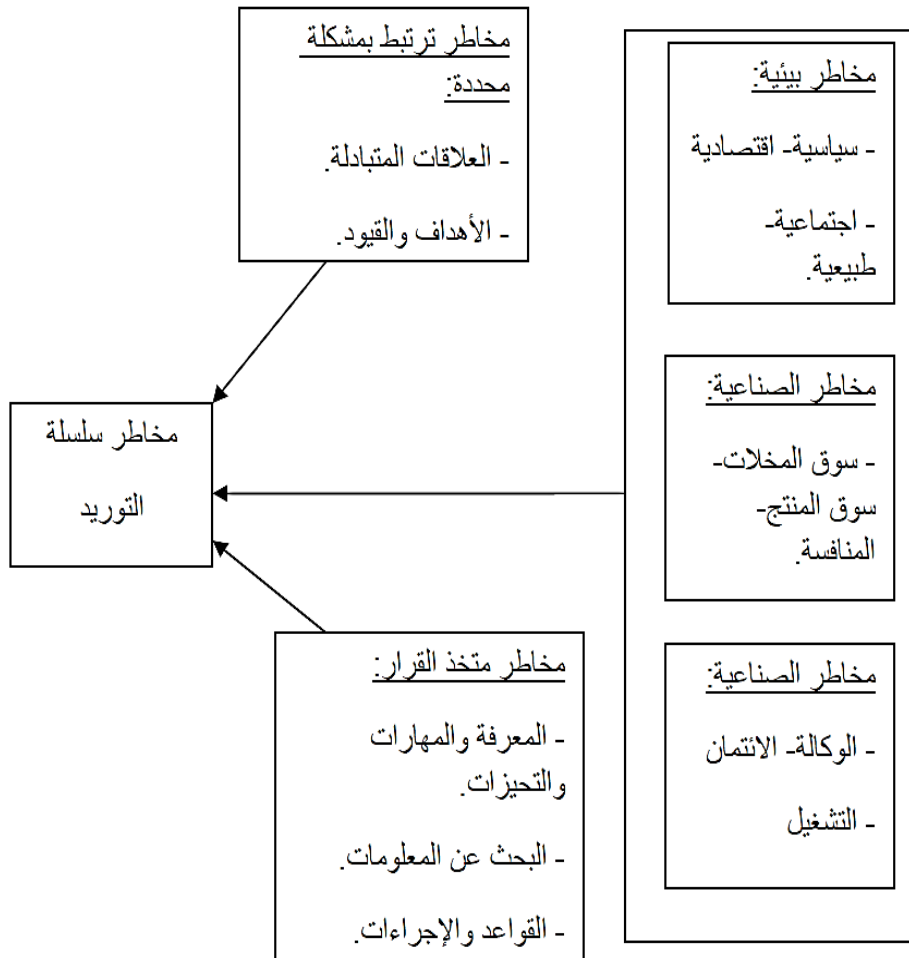 مخاطر ترتبط بمشكلة
محددة:
- العلاقات المتبادلة.
- الأهداف والقيود.
مخاطر بيئية:
- سياسية- اقتصادية
- اجتماعية-
طبيعية.
مخاطر الصناعية:
- سوق المخلات-
سوق المنتج-
المنافسة.
مخاطر سلسلة
التوريد
مخاطر متخذ القرار:
- المعرفة والمهارات
والتحيزات.
- البحث عن المعلومات.
- القواعد والإجراءات.
مخاطر الصناعية:
- الوكالة- الائتمان
- التشغيل